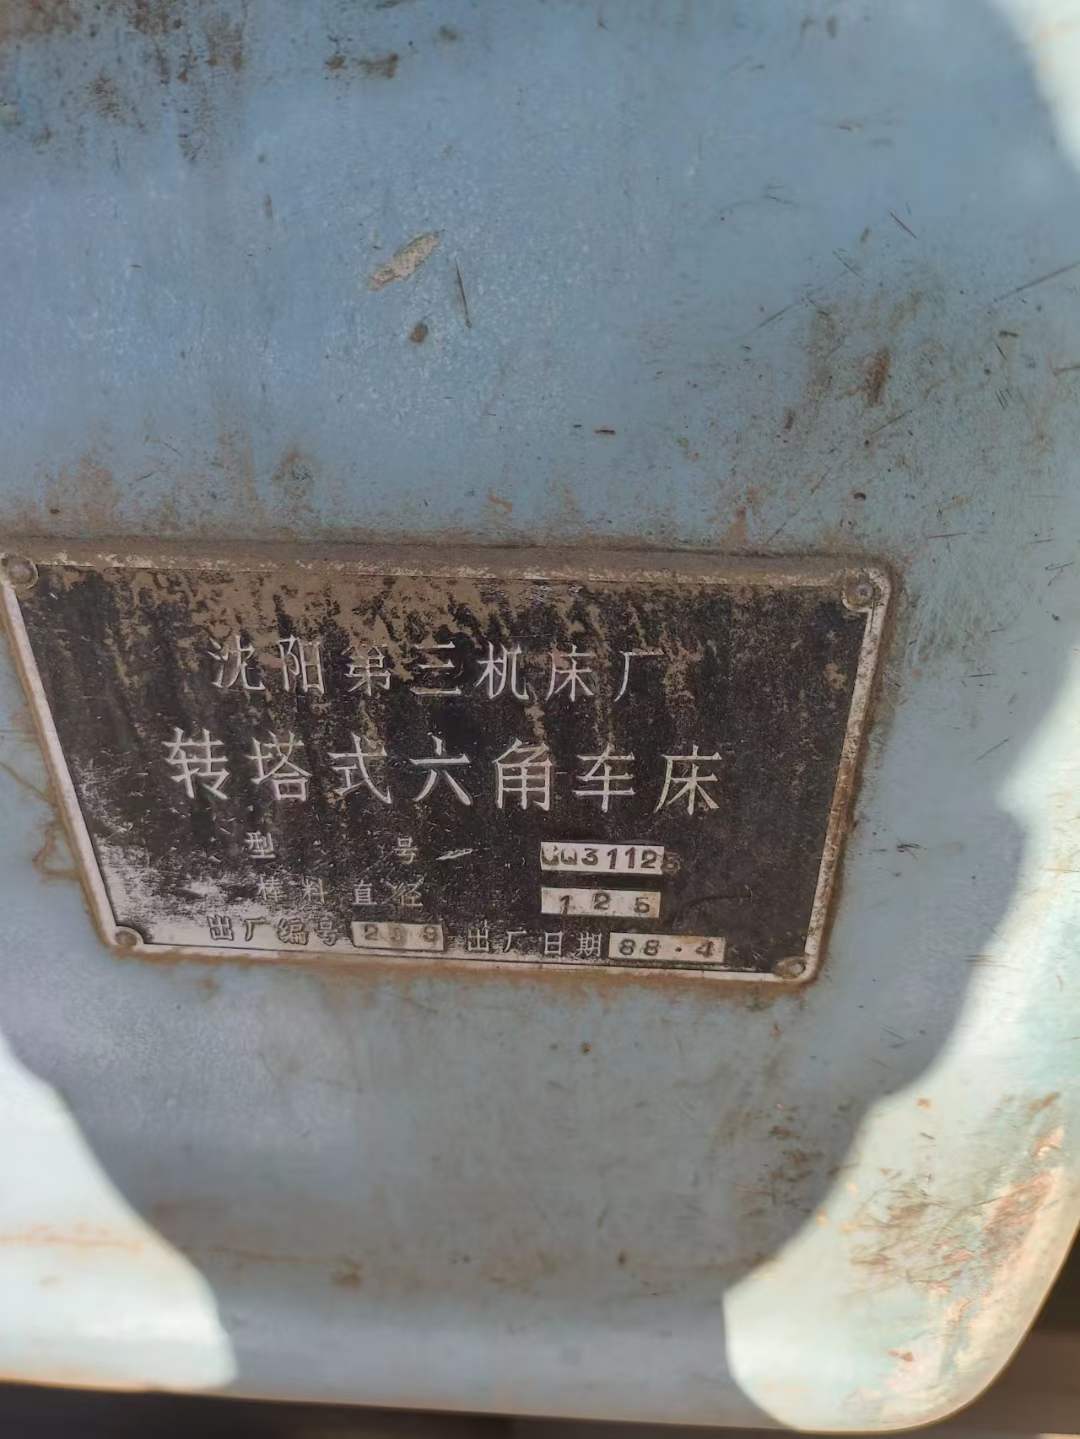 沈阳第三机床厂
转塔式六角车床
型 号 CQ31125
棒料直径 125
出厂编号 出厂日期 88.4